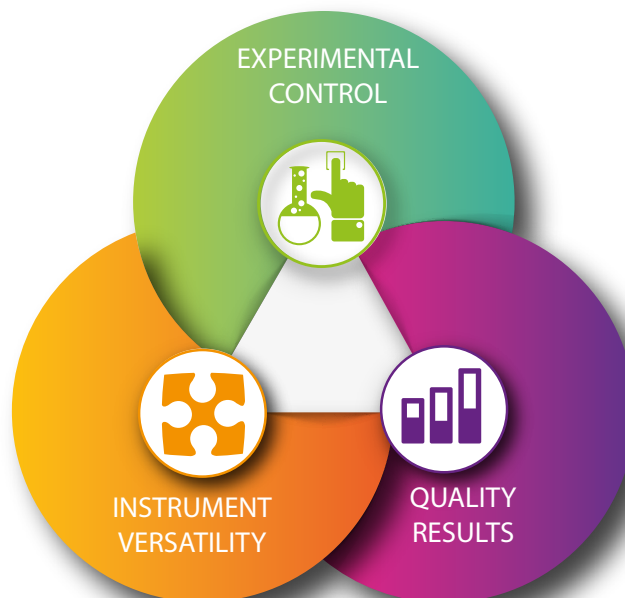 EXPERIMENTAL
CONTROL
INSTRUMENT
VERSATILITY
QUALITY
RESULTS